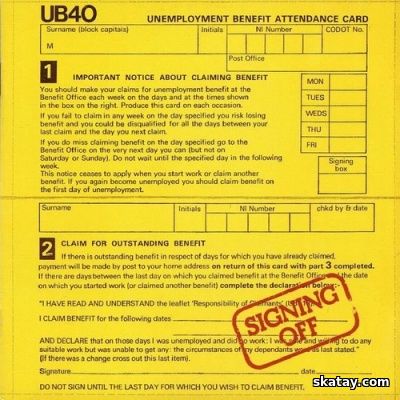 UB40 UNEMPLOYMENT BENEFIT ATTENDANCE CARD
Surname (block capitals) Initials NI Number CODOT No.
M
Post Office
1 IMPORTANT NOTICE ABOUT CLAIMING BENEFIT
You should make your claims for unemployment benefit at the
Benefit Office each week on the days and at the times shown
in the box on the right. Produce this card on each occasion.
If you fail to claim in any week on the day specified you risk losing
benefit and you could be disqualified for all the days between your
last claim and the day you next claim.
If you do miss claiming benefit on the day specified go to the
Benefit Office on the very next day you can (but not on
Saturday or Sunday). Do not wait until the specified day in the following
week.
This notice ceases to apply when you start work or claim another
benefit. If you again become unemployed you should claim benefit on
the first day of unemployment.
MON
TUES
WEDS
THU
FRI
Signing
box
Surname Initials NI Number chkd by & date
2 CLAIM FOR OUTSTANDING BENEFIT
If there is outstanding benefit in respect of days for which you have already claimed,
payment will be made by post to your home address on return of this card with part 3 completed.
If there are days between the last day on which you claimed benefit at the Benefit Office and the date
on which you started work (or claimed another benefit) complete the declaration below:-
"I HAVE READ AND UNDERSTAND the leaflet 'Responsibility of Claimants'
I CLAIM BENEFIT for the following dates
AND DECLARE that on those days I was unemployed and did no work: I was able and willing to do any
suitable work but was unable to get any: the circumstances of my dependants were as last stated."
(If there was a change cross out this last item).
Signature date
DO NOT SIGN UNTIL THE LAST DAY FOR WHICH YOU WISH TO CLAIM BENEFIT.
SIGNING
OFF
skatay.com